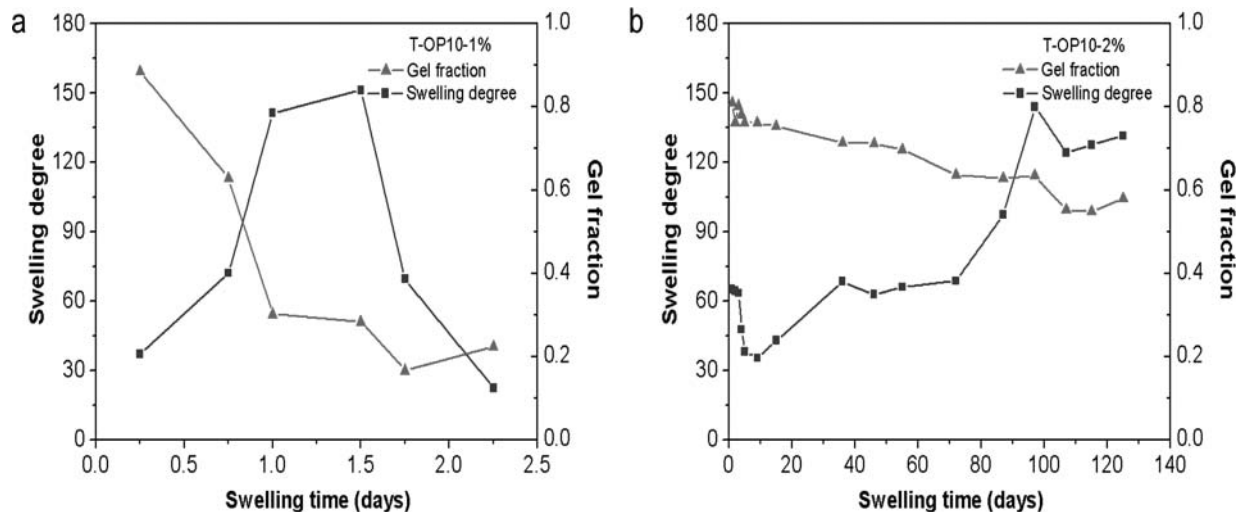 a
180
150
120
90
60
30
0
Swelling degree
T-OP10-1%
Gel fraction
Swelling degree
1.0
0.8
0.6
0.4
0.2
0.0
Gel fraction
0.0 0.5 1.0 1.5 2.0 2.5
Swelling time (days)
b
180
150
120
90
60
30
0
Swelling degree
T-OP10-2%
Gel fraction
Swelling degree
1.0
0.8
0.6
0.4
0.2
0.0
Gel fraction
0 20 40 60 80 100 120 140
Swelling time (days)